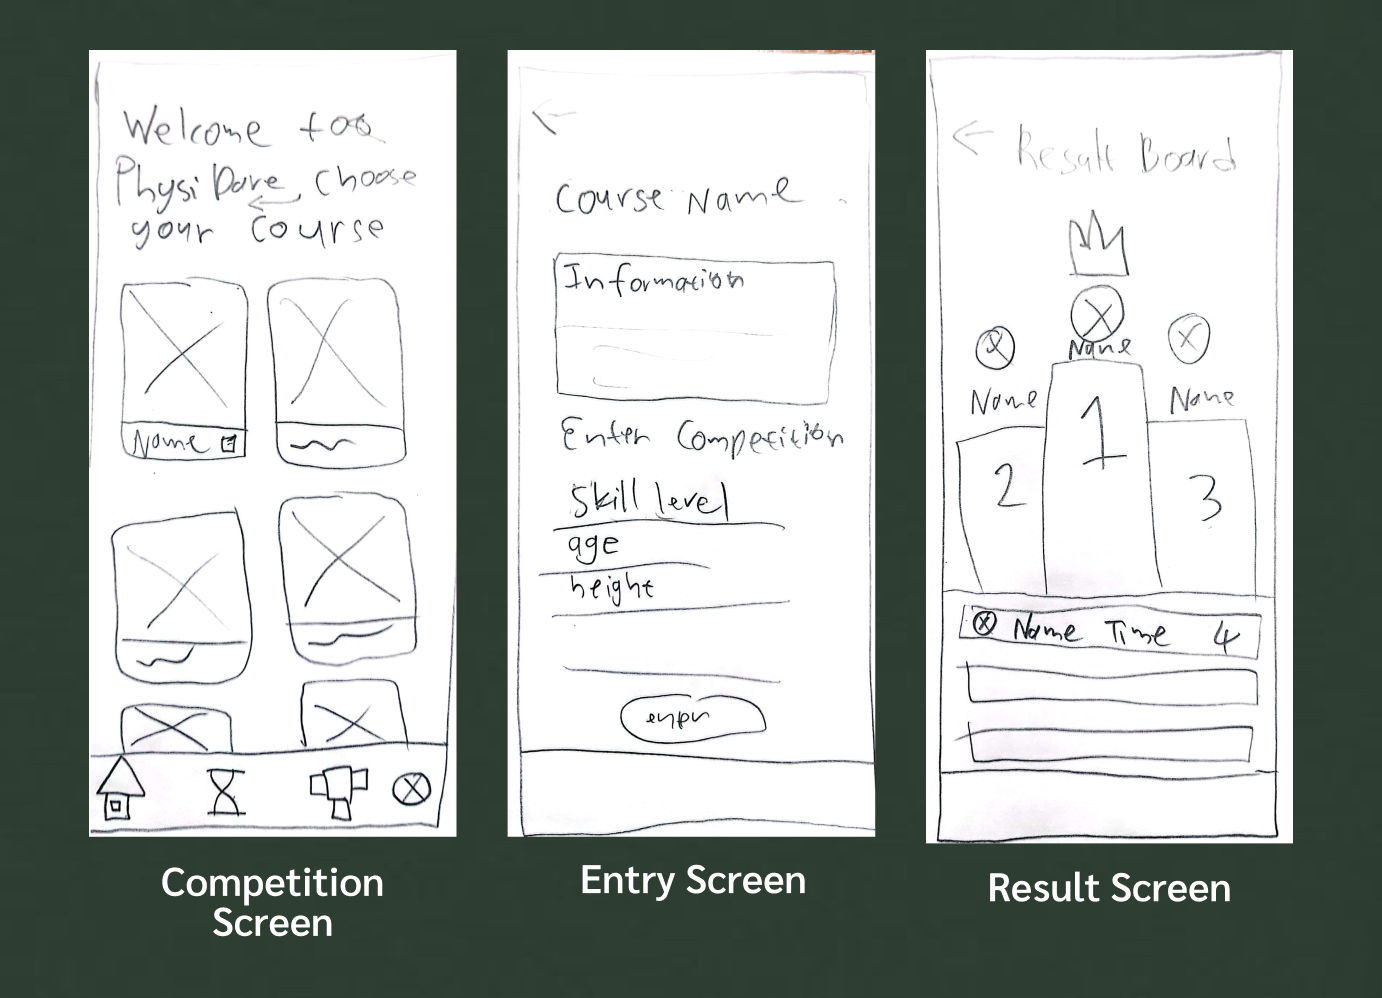 Welcome too
PhysiDare, Choose
your Course
Name
Course Name
Information
Enter Competition
Skill level
age
height
Result Board
Name
Name
Name
1
2
3
Name Time 4
Competition
Screen
Entry Screen
Result Screen